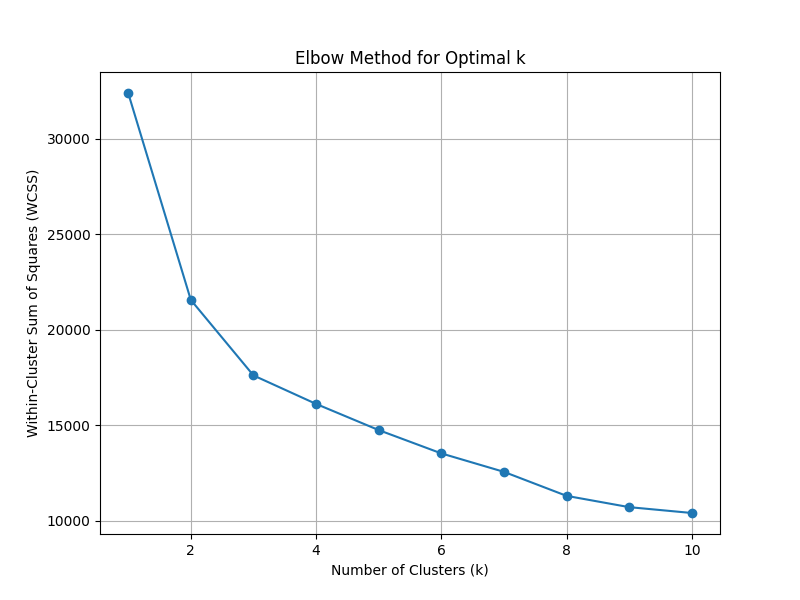 Elbow Method for Optimal k
Within-Cluster Sum of Squares (WCSS)
30000
25000
20000
15000
10000
2 4 6 8 10
Number of Clusters (k)